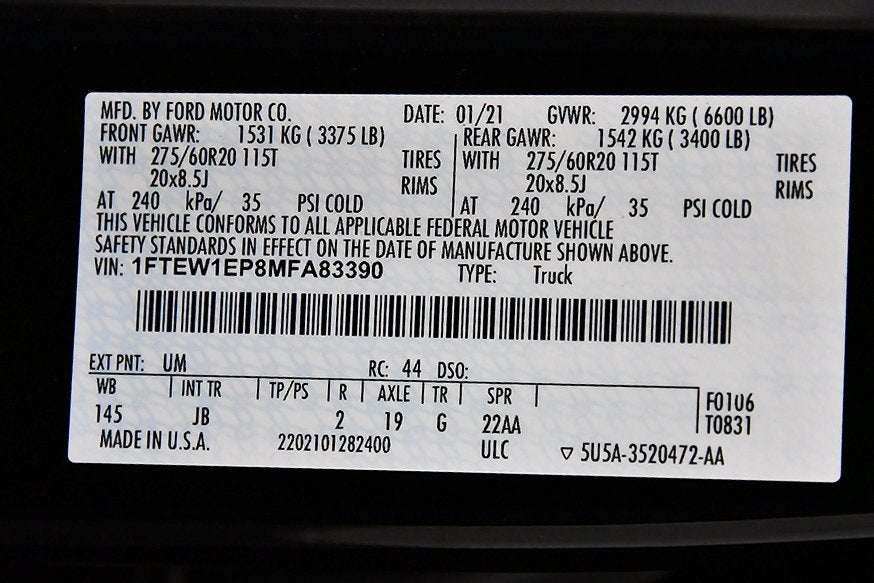 MFD. BY FORD MOTOR CO. DATE: 01/21 GVWR: 2994 KG ( 6600 LB)
FRONT GAWR: 1531 KG ( 3375 LB) REAR GAWR: 1542 KG ( 3400 LB)
WITH 275/60R20 115T TIRES WITH 275/60R20 115T TIRES
20x8.5J RIMS 20x8.5J RIMS
AT 240 kPa/ 35 PSI COLD AT 240 kPa/ 35 PSI COLD
THIS VEHICLE CONFORMS TO ALL APPLICABLE FEDERAL MOTOR VEHICLE
SAFETY STANDARDS IN EFFECT ON THE DATE OF MANUFACTURE SHOWN ABOVE.
VIN: 1FTEW1EP8MFA83390 TYPE: Truck
EXT PNT: UM RC: 44 DSO:
WB INT TR TP/PS R AXLE TR SPR F0106
145 JB 2 19 G 22AA T0831
MADE IN U.S.A. 2202101282400 ULC ▽ 5U5A-3520472-AA